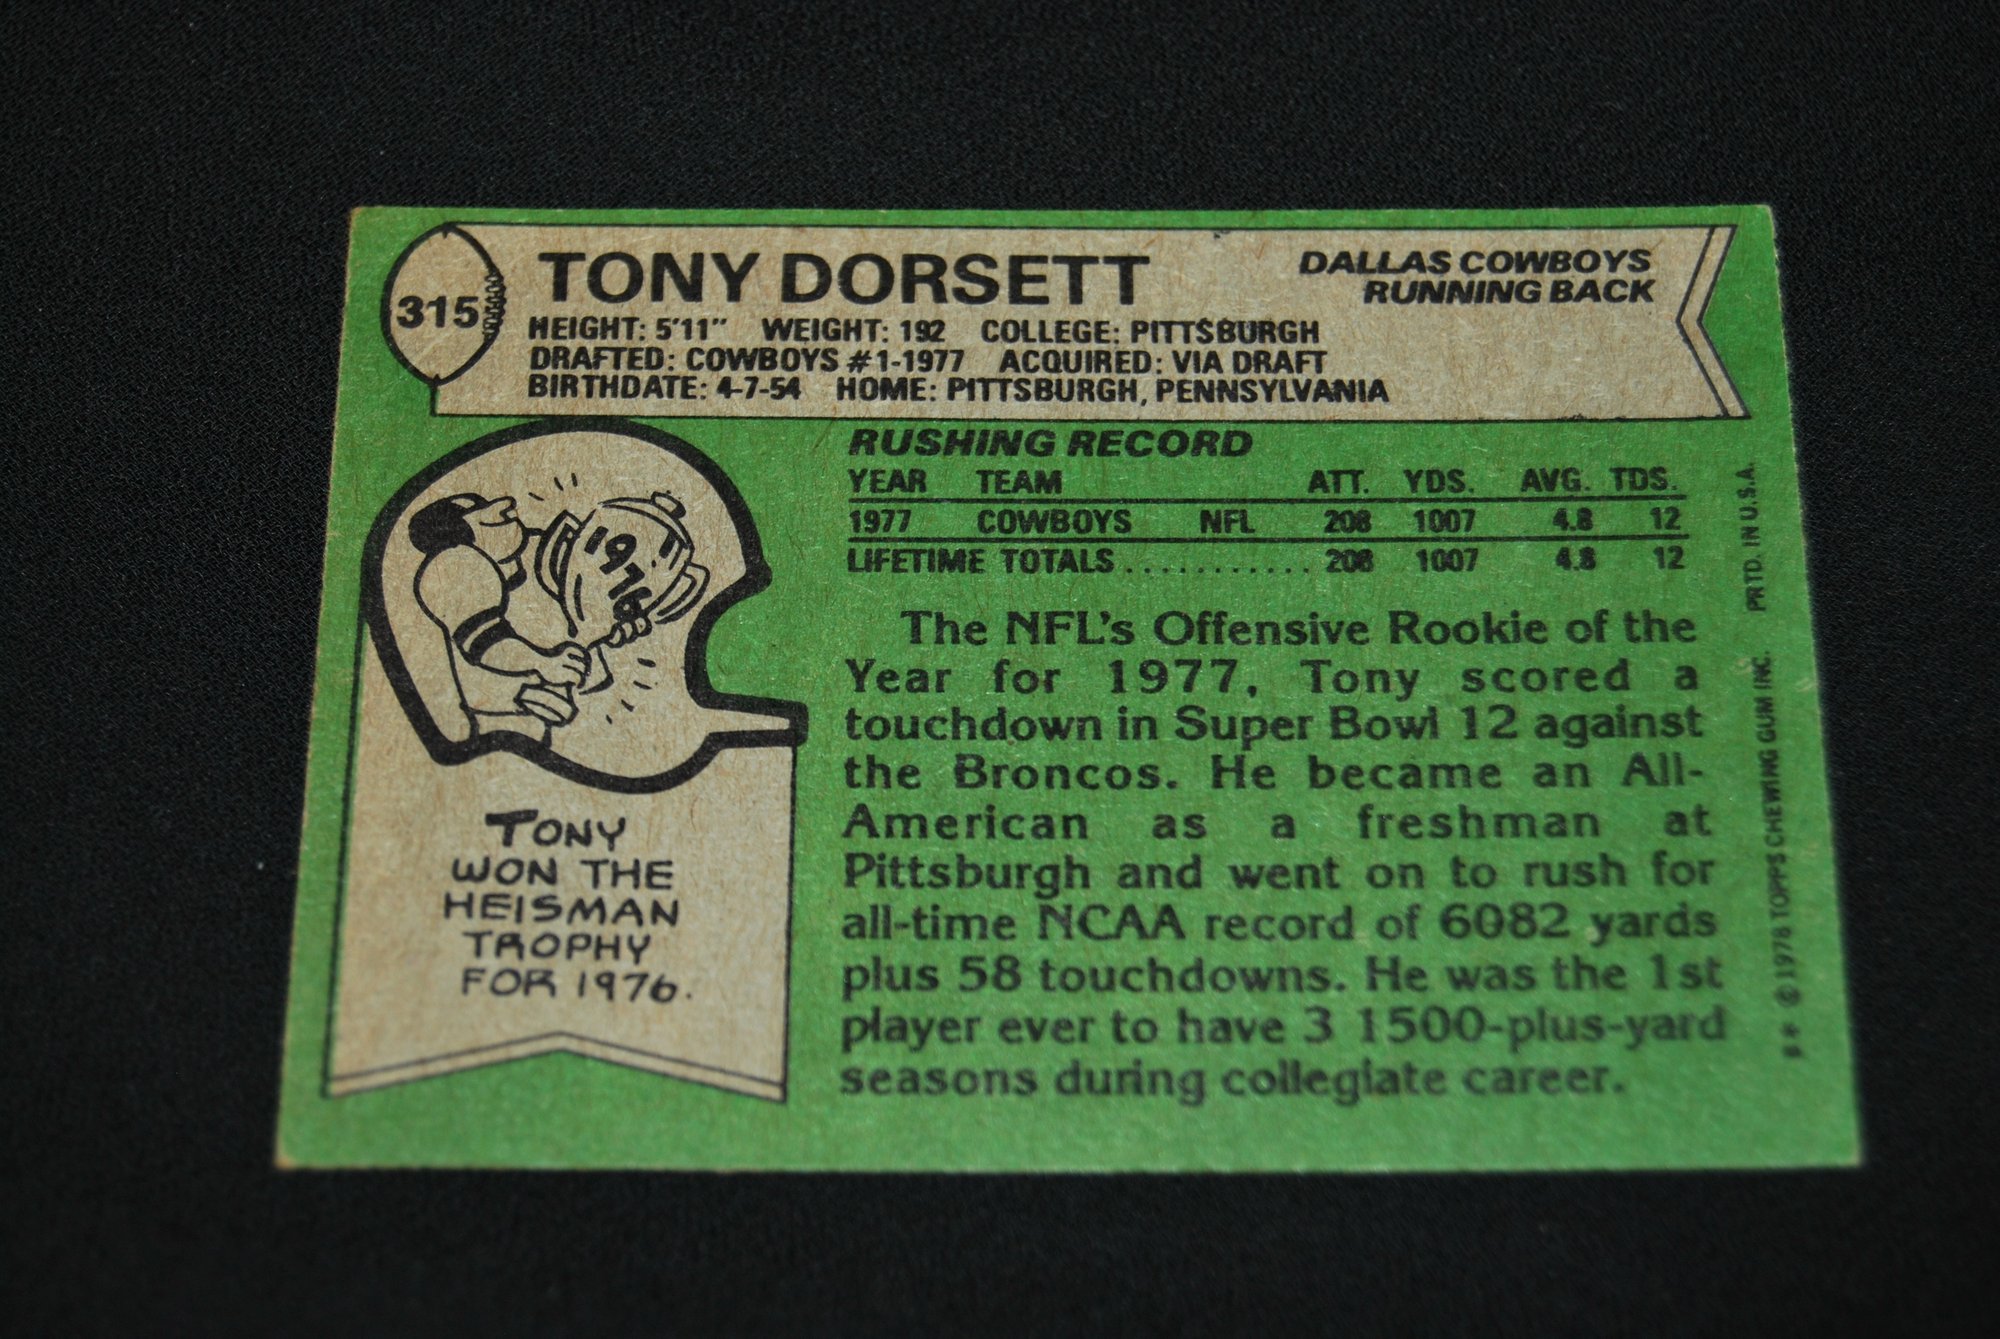 315
TONY DORSETT
DALLAS COWBOYS
RUNNING BACK
HEIGHT: 5'11" WEIGHT: 192 COLLEGE: PITTSBURGH
DRAFTED: COWBOYS #1-1977 ACQUIRED: VIA DRAFT
BIRTHDATE: 4-7-54 HOME: PITTSBURGH, PENNSYLVANIA
1976
TONY
WON THE
HEISMAN
TROPHY
FOR 1976.
RUSHING RECORD
YEAR TEAM ATT. YDS. AVG. TDS.
1977 COWBOYS NFL 208 1007 4.8 12
LIFETIME TOTALS............ 208 1007 4.8 12
The NFL's Offensive Rookie of the
Year for 1977, Tony scored a
touchdown in Super Bowl 12 against
the Broncos. He became an All-
American as a freshman at
Pittsburgh and went on to rush for
all-time NCAA record of 6082 yards
plus 58 touchdowns. He was the 1st
player ever to have 3 1500-plus-yard
seasons during collegiate career.
© 1978 TOPPS CHEWING GUM INC. PRTD. IN U.S.A.